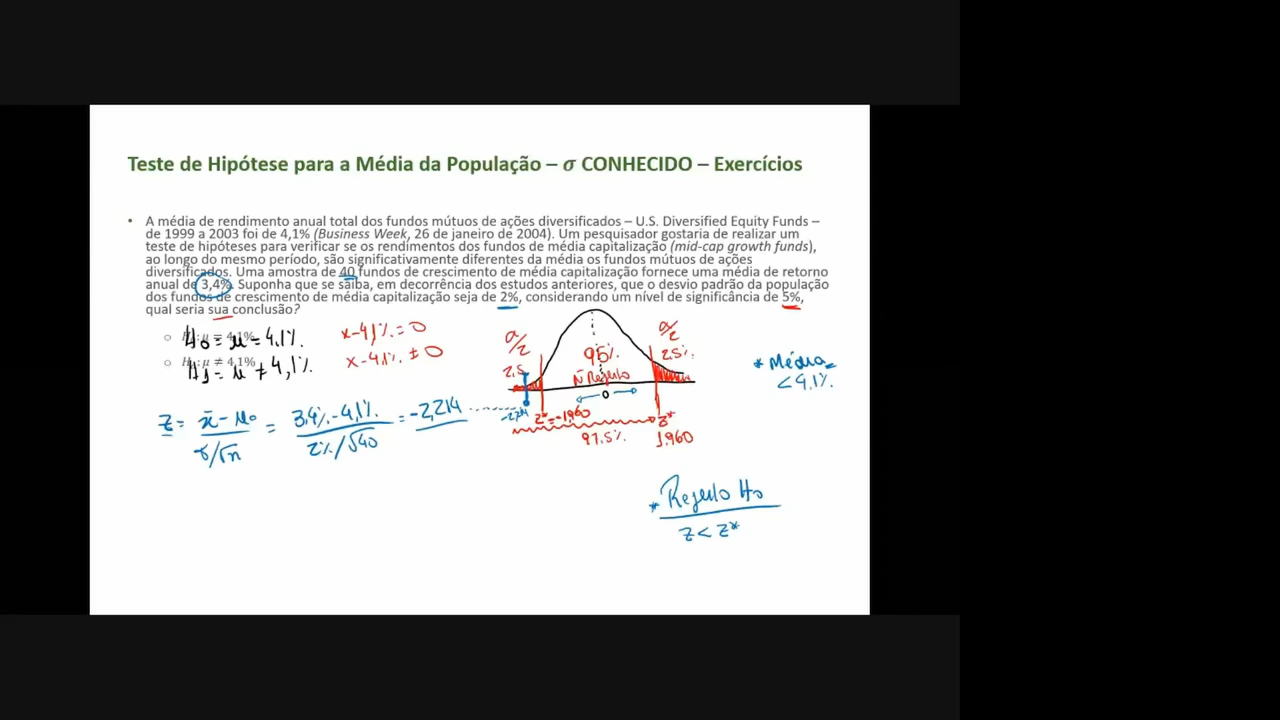 Teste de Hipótese para a Média da População – σ CONHECIDO – Exercícios
• A média de rendimento anual total dos fundos mútuos de ações diversificados – U.S. Diversified Equity Funds –
de 1999 a 2003 foi de 4,1% (Business Week, 26 de janeiro de 2004). Um pesquisador gostaria de realizar um
teste de hipóteses para verificar se os rendimentos dos fundos de média capitalização (mid-cap growth funds),
ao longo do mesmo período, são significativamente diferentes da média os fundos mútuos de ações
diversificados. Uma amostra de 40 fundos de crescimento de média capitalização fornece uma média de retorno
anual de 3,4%. Suponha que se saiba, em decorrência dos estudos anteriores, que o desvio padrão da população
dos fundos de crescimento de média capitalização seja de 2%, considerando um nível de significância de 5%,
qual seria sua conclusão?
H0 = μ = 4,1%.
μ = 4,1%
x-4,1% = 0
μ ≠ 4,1%
x-4,1% ≠ 0
H1 = μ ≠ 4,1%.
α/2
2,5
95%.
Ñ Rejeito
0
α/2
2,5%.
* Média
< 4,1%.
z = x̄ - μ0 / σ/√n = 3,4% - 4,1% / 2%/√40 = -2,214
-2,214
z* = -1,960
z*
1.960
97,5%.
* Rejeito H0
z < z*